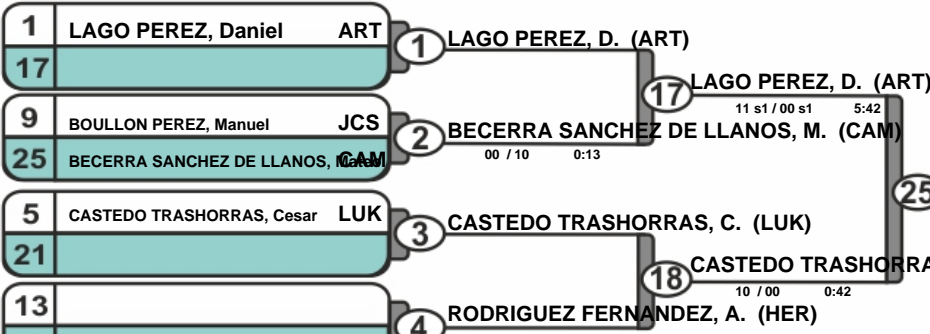 1 LAGO PEREZ, Daniel ART
17
1 LAGO PEREZ, D. (ART)
9 BOULLON PEREZ, Manuel JCS
25 BECERRA SANCHEZ DE LLANOS, Mateo CAM
2 BECERRA SANCHEZ DE LLANOS, M. (CAM)
00 / 10 0:13
17 LAGO PEREZ, D. (ART)
11 s1 / 00 s1 5:42
5 CASTEDO TRASHORRAS, Cesar LUK
21
3 CASTEDO TRASHORRAS, C. (LUK)
13
4 RODRIGUEZ FERNANDEZ, A. (HER)
18 CASTEDO TRASHORRA
10 / 00 0:42
25